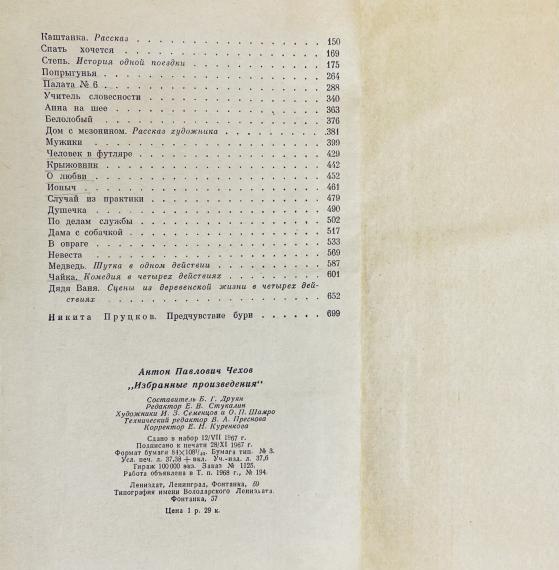 Каштанка. Рассказ . . . . . . . . . . . . . . . . . . . 150
Спать хочется . . . . . . . . . . . . . . . . . . . . 169
Степь. История одной поездки . . . . . . . . . . . . . 175
Попрыгунья . . . . . . . . . . . . . . . . . . . . . 264
Палата № 6 . . . . . . . . . . . . . . . . . . . . . 288
Учитель словесности . . . . . . . . . . . . . . . . . 340
Анна на шее . . . . . . . . . . . . . . . . . . . . . 363
Белолобый . . . . . . . . . . . . . . . . . . . . . . 376
Дом с мезонином. Рассказ художника . . . . . . . . . . 381
Мужики . . . . . . . . . . . . . . . . . . . . . . . 399
Человек в футляре . . . . . . . . . . . . . . . . . . 429
Крыжовник . . . . . . . . . . . . . . . . . . . . . . 442
О любви . . . . . . . . . . . . . . . . . . . . . . . 452
Ионыч . . . . . . . . . . . . . . . . . . . . . . . . 461
Случай из практики . . . . . . . . . . . . . . . . . . 479
Душечка . . . . . . . . . . . . . . . . . . . . . . . 490
По делам службы . . . . . . . . . . . . . . . . . . . 502
Дама с собачкой . . . . . . . . . . . . . . . . . . . 517
В овраге . . . . . . . . . . . . . . . . . . . . . . 533
Невеста . . . . . . . . . . . . . . . . . . . . . . . 569
Медведь. Шутка в одном действии . . . . . . . . . . . 587
Чайка. Комедия в четырех действиях . . . . . . . . . . 601
Дядя Ваня. Сцены из деревенской жизни в четырех дей-
ствиях . . . . . . . . . . . . . . . . . . . . . . . 652
Никита Пруцков. Предчувствие бури . . . . . . 699
Антон Павлович Чехов
„Избранные произведения“
Составитель Б. Г. Друян
Редактор Е. В. Стукалин
Художники И. З. Семенцов и О. П. Шамро
Технический редактор В. А. Преснова
Корректор Е. Н. Куренкова
Сдано в набор 12/VII 1967 г.
Подписано к печати 28/XI 1967 г.
Формат бумаги 84×108¹/₃₂. Бумага тип. № 3.
Усл. печ. л. 37,38 + вкл. Уч.-изд. л. 37,6
Тираж 100 000 экз. Заказ № 1125.
Работа объявлена в Т. п. 1968 г., № 194.
Лениздат, Ленинград, Фонтанка, 59
Типография имени Володарского Лениздата.
Фонтанка, 57
Цена 1 р. 29 к.